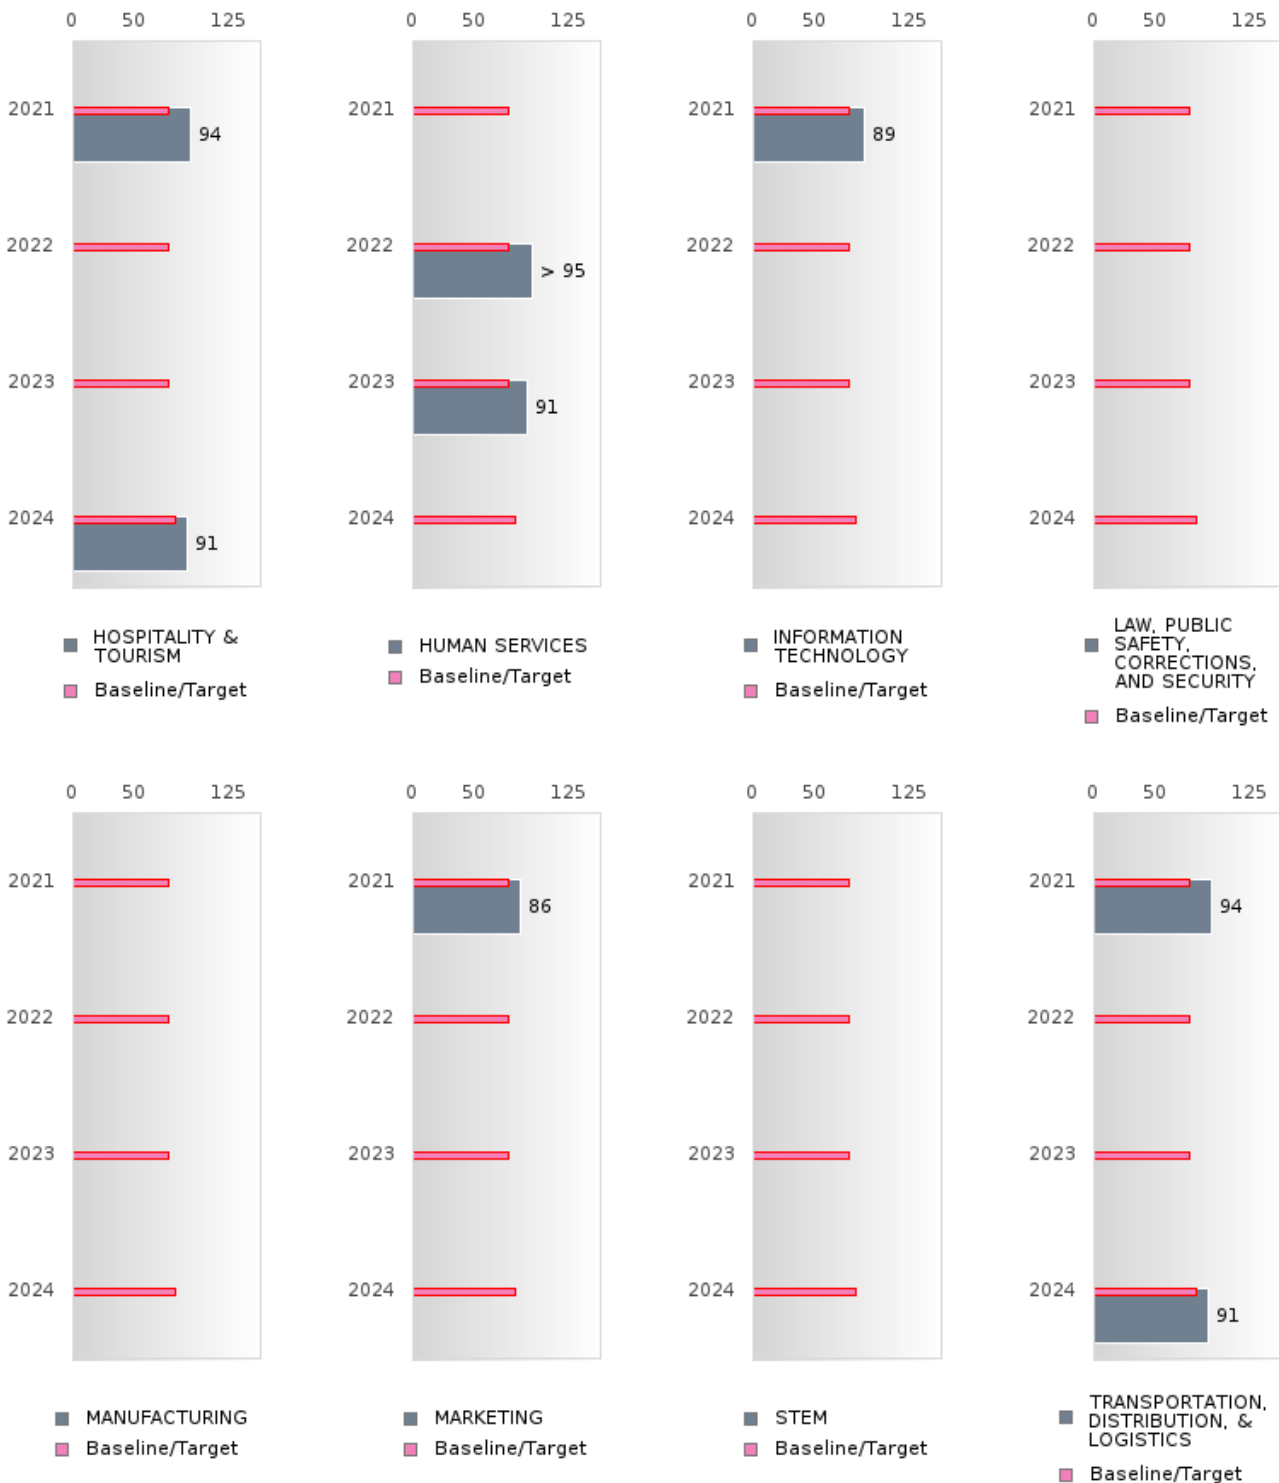 0 50 125
0 50 125
0 50 125
0 50 125
2021
94
2022
2023
2024
91
HOSPITALITY &
TOURISM
Baseline/Target
2021
2022
> 95
2023
91
2024
HUMAN SERVICES
Baseline/Target
2021
89
2022
2023
2024
INFORMATION
TECHNOLOGY
Baseline/Target
2021
2022
2023
2024
LAW, PUBLIC
SAFETY,
CORRECTIONS,
AND SECURITY
Baseline/Target
0 50 125
0 50 125
0 50 125
0 50 125
2021
2022
2023
2024
MANUFACTURING
Baseline/Target
2021
86
2022
2023
2024
MARKETING
Baseline/Target
2021
2022
2023
2024
STEM
Baseline/Target
2021
94
2022
2023
2024
91
TRANSPORTATION,
DISTRIBUTION, &
LOGISTICS
Baseline/Target